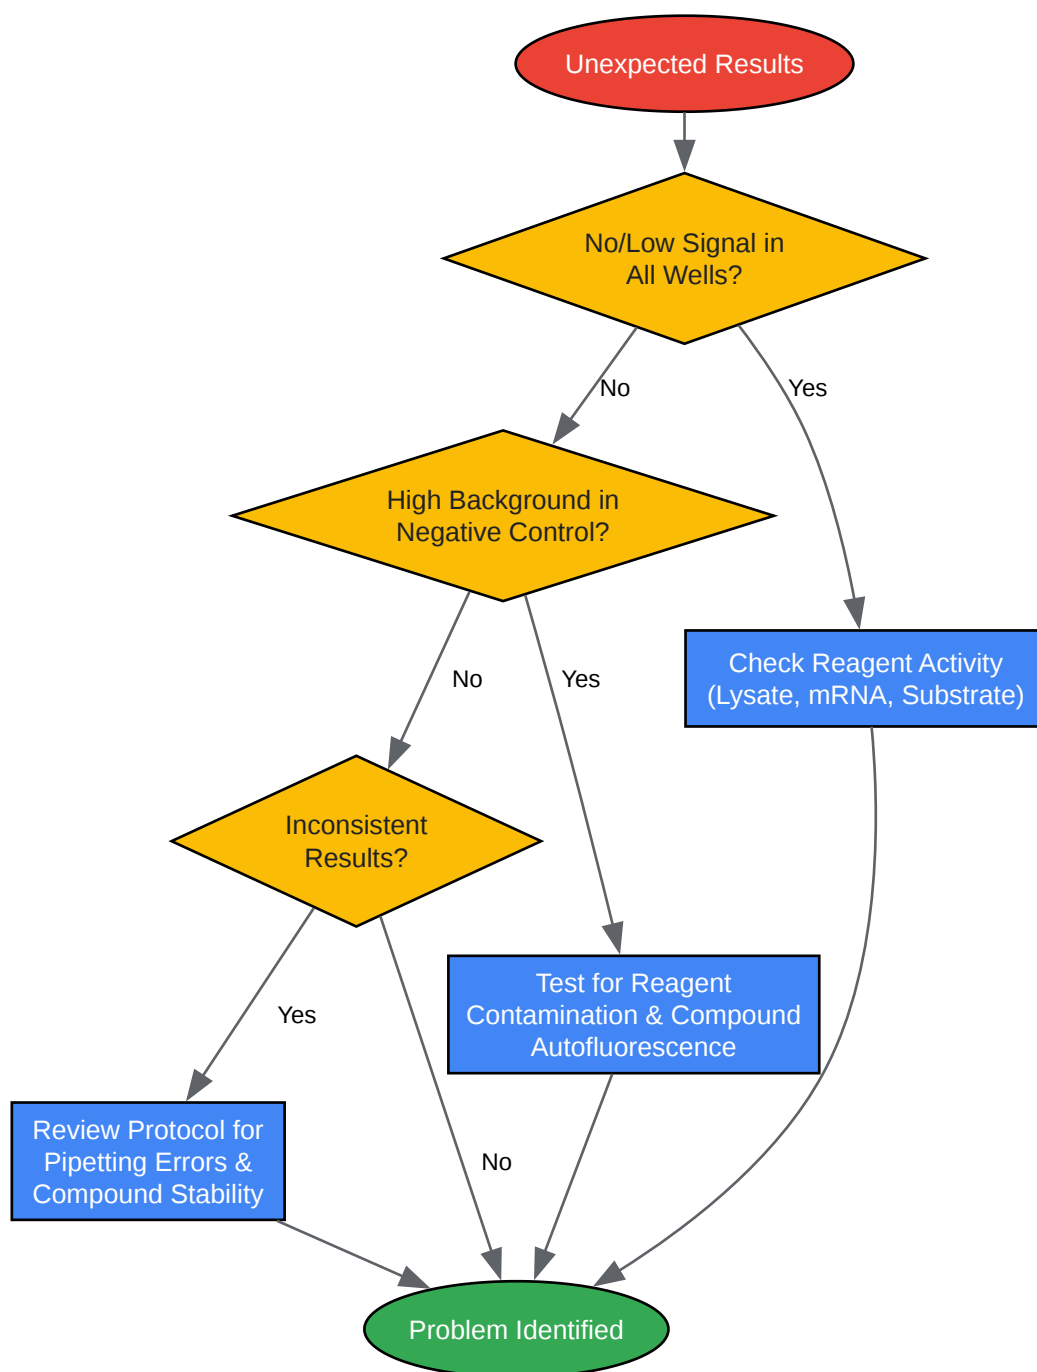 Unexpected Results
No/Low Signal in
All Wells?
No
Yes
High Background in
Negative Control?
Check Reagent Activity
(Lysate, mRNA, Substrate)
No
Yes
Inconsistent
Results?
Test for Reagent
Contamination & Compound
Autofluorescence
Yes
Review Protocol for
Pipetting Errors &
Compound Stability
No
Problem Identified